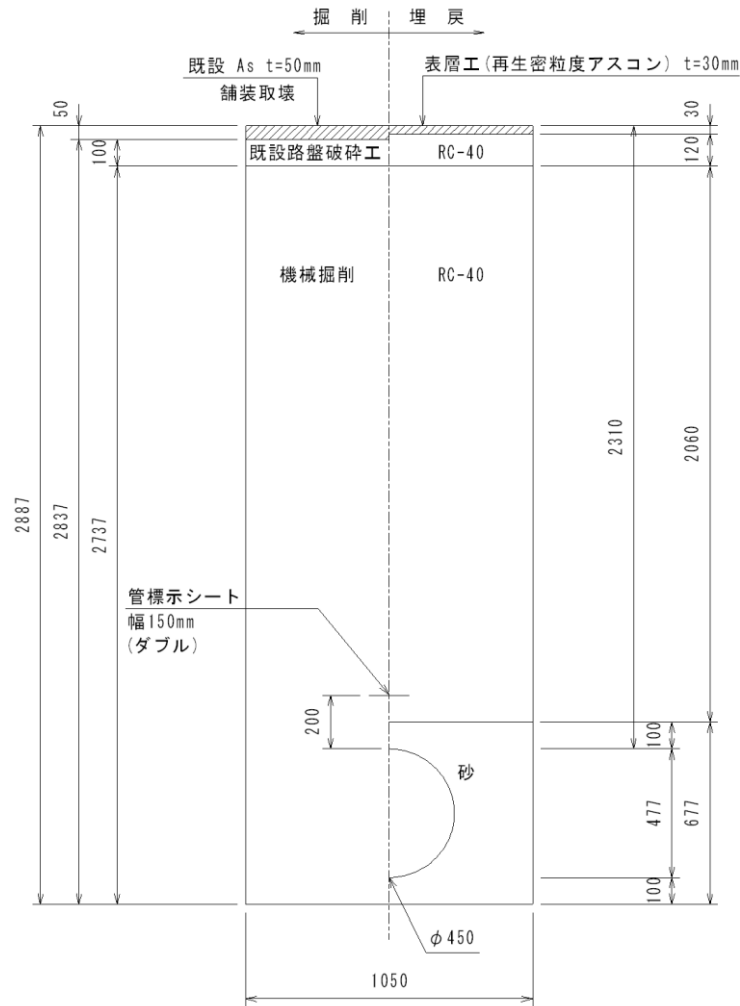 掘 削 埋 戻
既設 As t=50mm
舗装取壊
表層工(再生密粒度アスコン) t=30mm
50
30
100
既設路盤破砕工
RC-40
120
機械掘削
RC-40
2887
2837
2737
2310
2060
管標示シート
幅150mm
(ダブル)
200
100
砂
477
677
100
φ450
1050